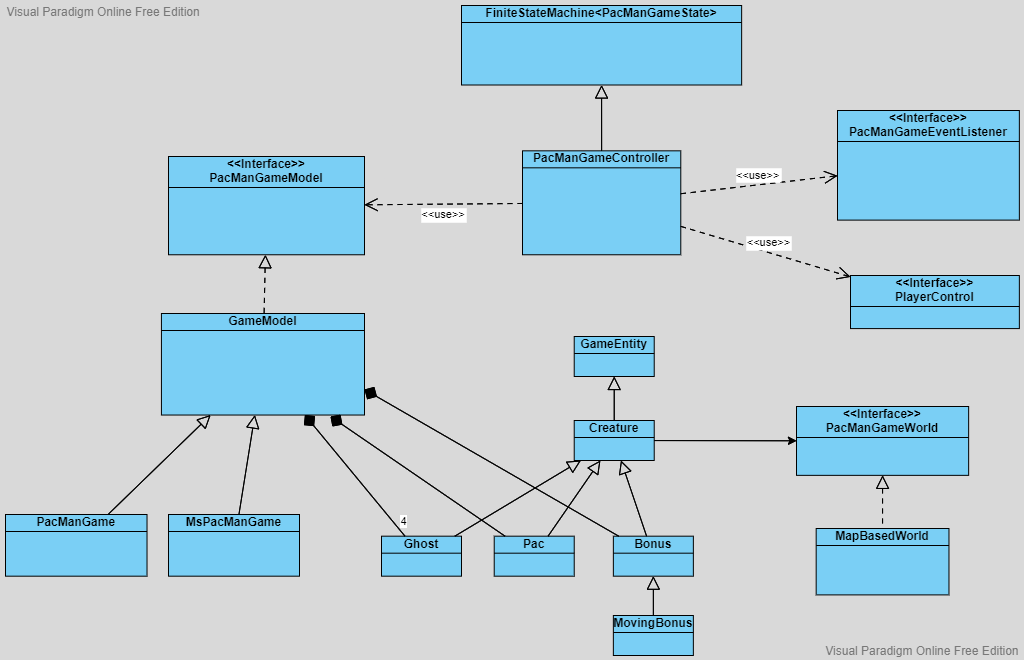 Visual Paradigm Online Free Edition
FiniteStateMachine<PacManGameState>
<<Interface>>
PacManGameEventListener
<<Interface>>
PacManGameModel
PacManGameController
<<use>>
<<use>>
<<use>>
<<Interface>>
PlayerControl
GameModel
GameEntity
Creature
<<Interface>>
PacManGameWorld
PacManGame
MsPacManGame
4
Ghost
Pac
Bonus
MapBasedWorld
MovingBonus
Visual Paradigm Online Free Edition